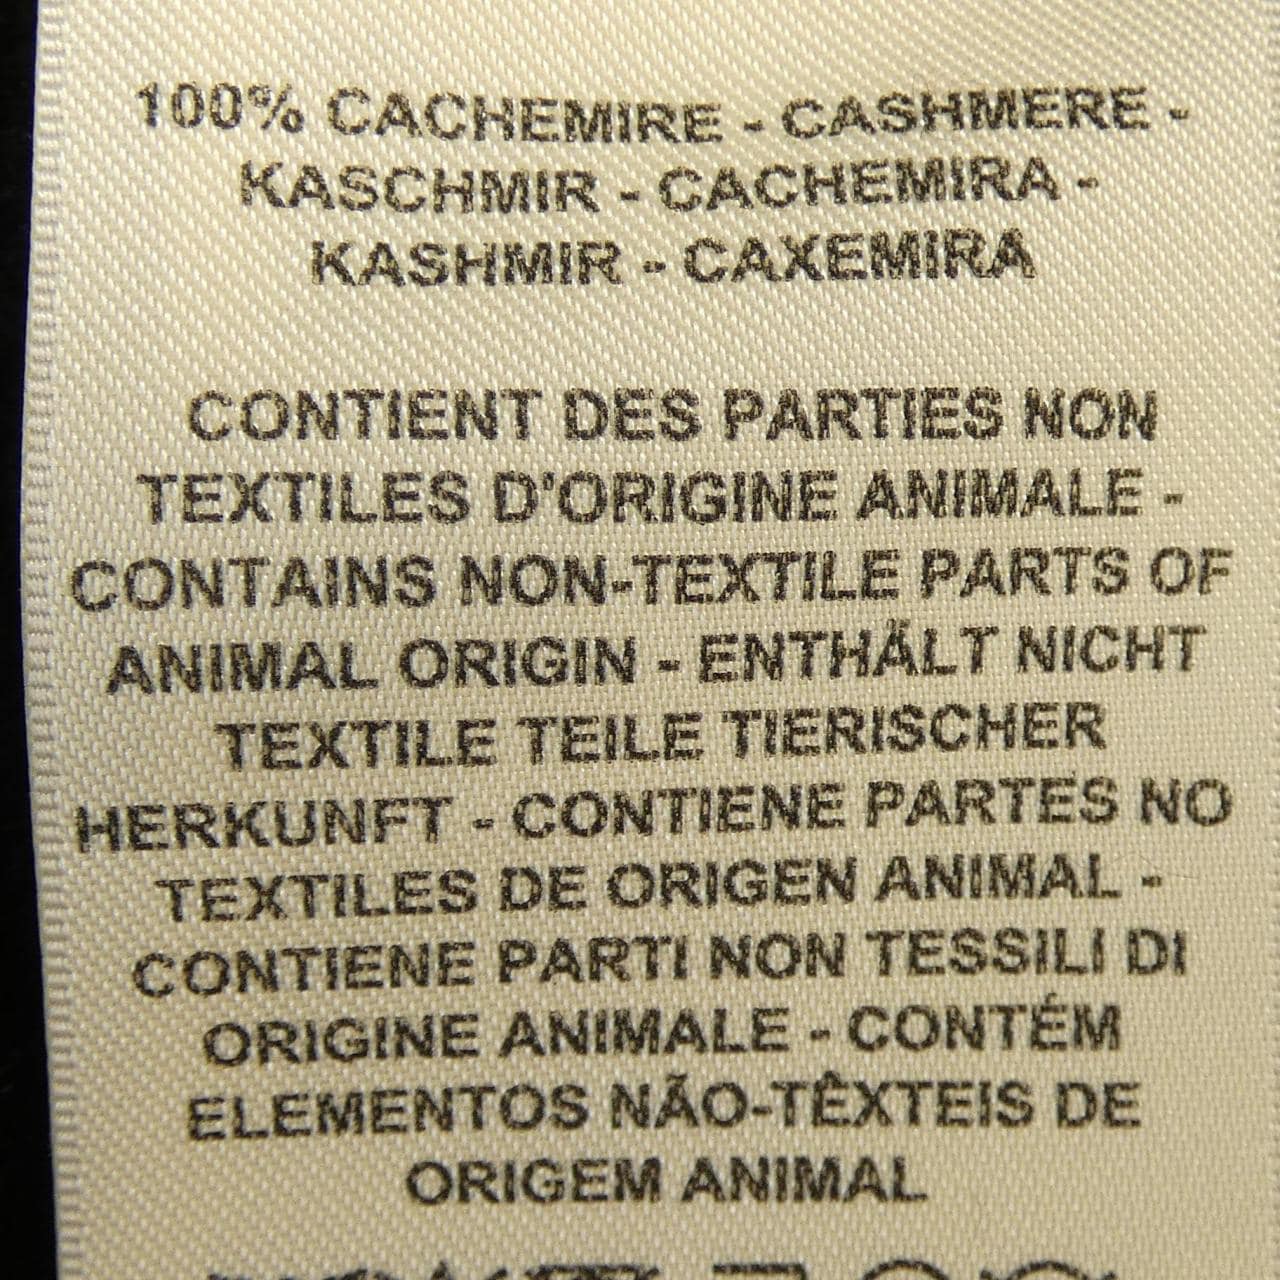 100% CACHEMIRE - CASHMERE -
KASCHMIR - CACHEMIRA -
KASHMIR - CAXEMIRA
CONTIENT DES PARTIES NON
TEXTILES D'ORIGINE ANIMALE -
CONTAINS NON-TEXTILE PARTS OF
ANIMAL ORIGIN - ENTHÄLT NICHT
TEXTILE TEILE TIERISCHER
HERKUNFT - CONTIENE PARTES NO
TEXTILES DE ORIGEN ANIMAL -
CONTIENE PARTI NON TESSILI DI
ORIGINE ANIMALE - CONTÉM
ELEMENTOS NÃO-TÊXTEIS DE
ORIGEM ANIMAL